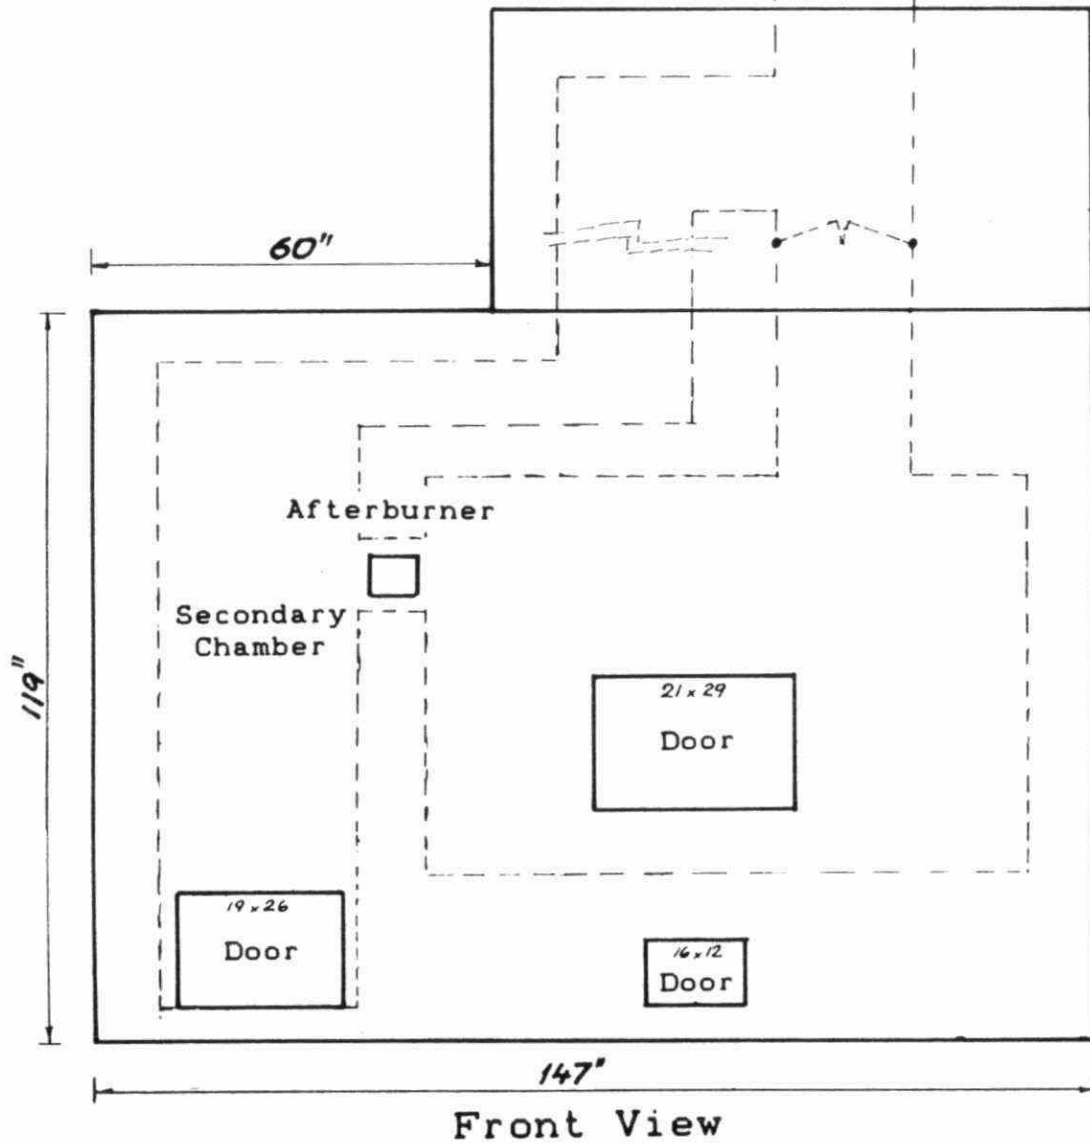 60"
Afterburner
Secondary
Chamber
119"
21 x 29
Door
19 x 26
Door
16 x 12
Door
147"
Front View